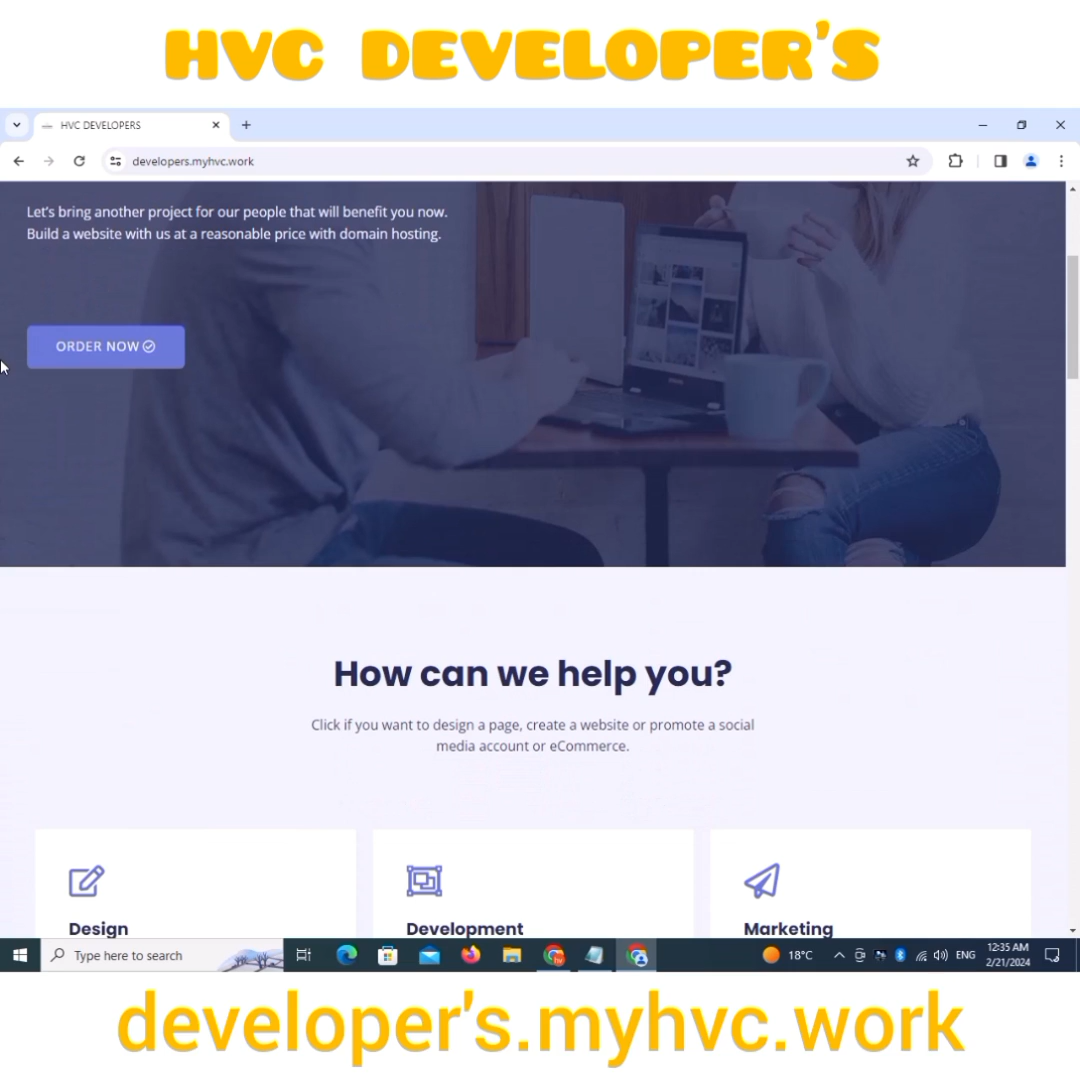 HVC DEVELOPER'S
HVC DEVELOPERS
developers.myhvc.work
Let's bring another project for our people that will benefit you now.
Build a website with us at a reasonable price with domain hosting.
ORDER NOW
How can we help you?
Click if you want to design a page, create a website or promote a social
media account or eCommerce.
Design Development Marketing
Type here to search 18°C ENG 12:35 AM
2/21/2024
developer's.myhvc.work